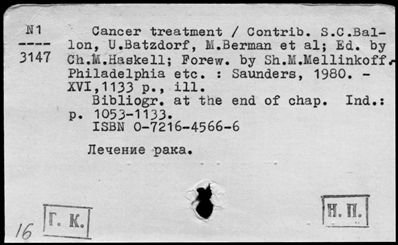 N1
3147
Cancer treatment / Contrib. S.C.Bal-
lon, U.Batzdorf, M.Berman et al; Ed. by
Ch.M.Haskell; Forew. by Sh.M.Mellinkoff.
Philadelphia etc. : Saunders, 1980. -
XVI,1133 p., ill.
Bibliogr. at the end of chap. Ind.:
p. 1053-1133.
ISBN 0-7216-4566-6
Лечение рака.
16
Г. К.
Н. П.